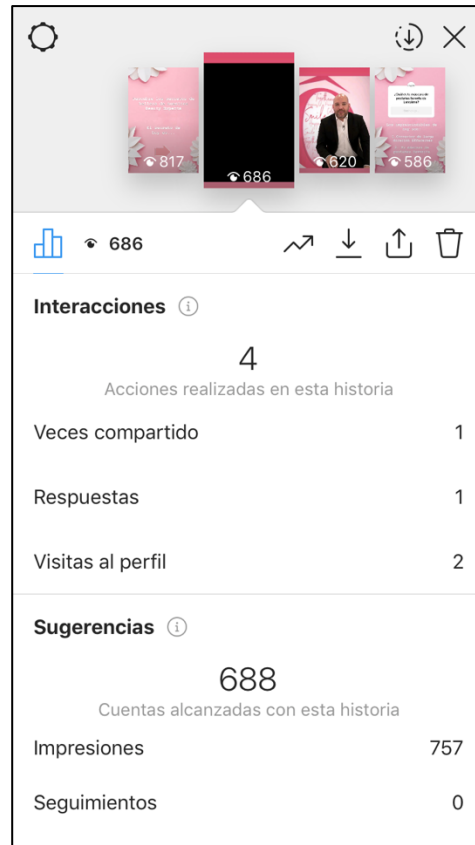 817
686
620
586
686
Interacciones
4
Acciones realizadas en esta historia
Veces compartido 1
Respuestas 1
Visitas al perfil 2
Sugerencias
688
Cuentas alcanzadas con esta historia
Impresiones 757
Seguimientos 0